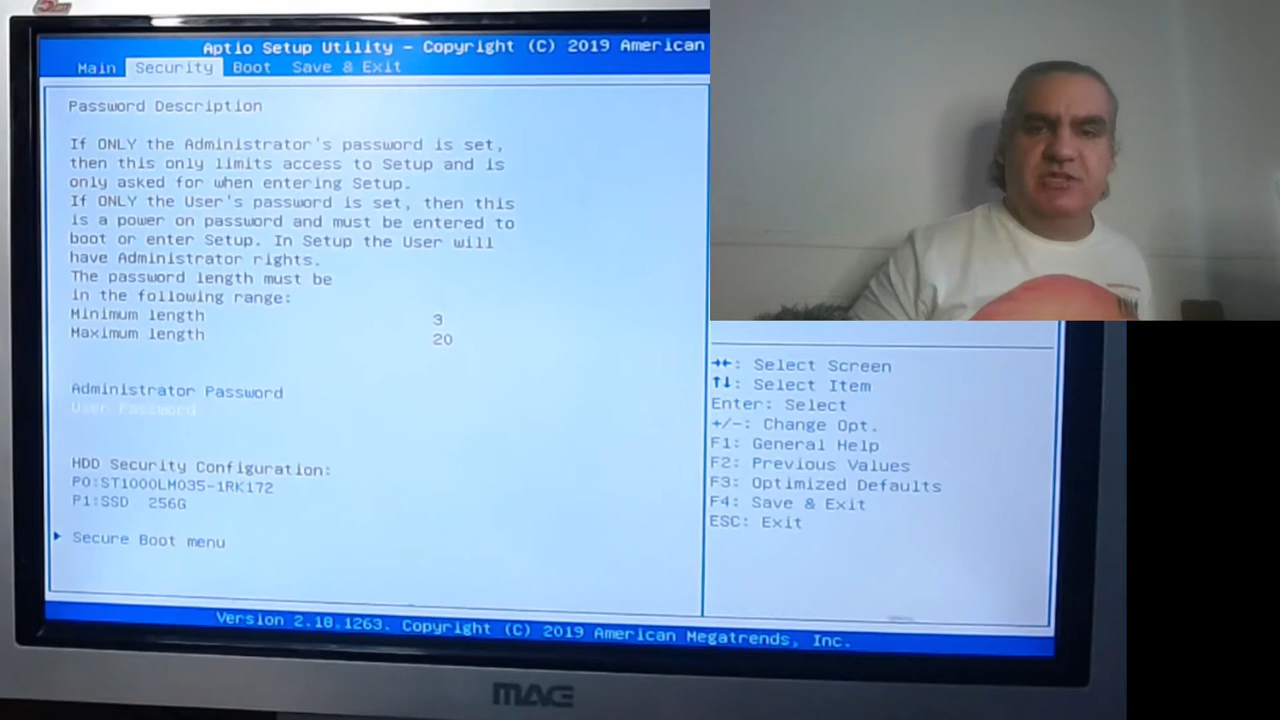 Aptio Setup Utility – Copyright (C) 2019 American
Main Security Boot Save & Exit
Password Description
If ONLY the Administrator's password is set,
then this only limits access to Setup and is
only asked for when entering Setup.
If ONLY the User's password is set, then this
is a power on password and must be entered to
boot or enter Setup. In Setup the User will
have Administrator rights.
The password length must be
in the following range:
Minimum length 3
Maximum length 20
Administrator Password
User Password
HDD Security Configuration:
P0:ST1000LM035-1RK172
P1:SSD 256G
Secure Boot menu
→←: Select Screen
↑↓: Select Item
Enter: Select
+/-: Change Opt.
F1: General Help
F2: Previous Values
F3: Optimized Defaults
F4: Save & Exit
ESC: Exit
Version 2.18.1263. Copyright (C) 2019 American Megatrends, Inc.
MAG